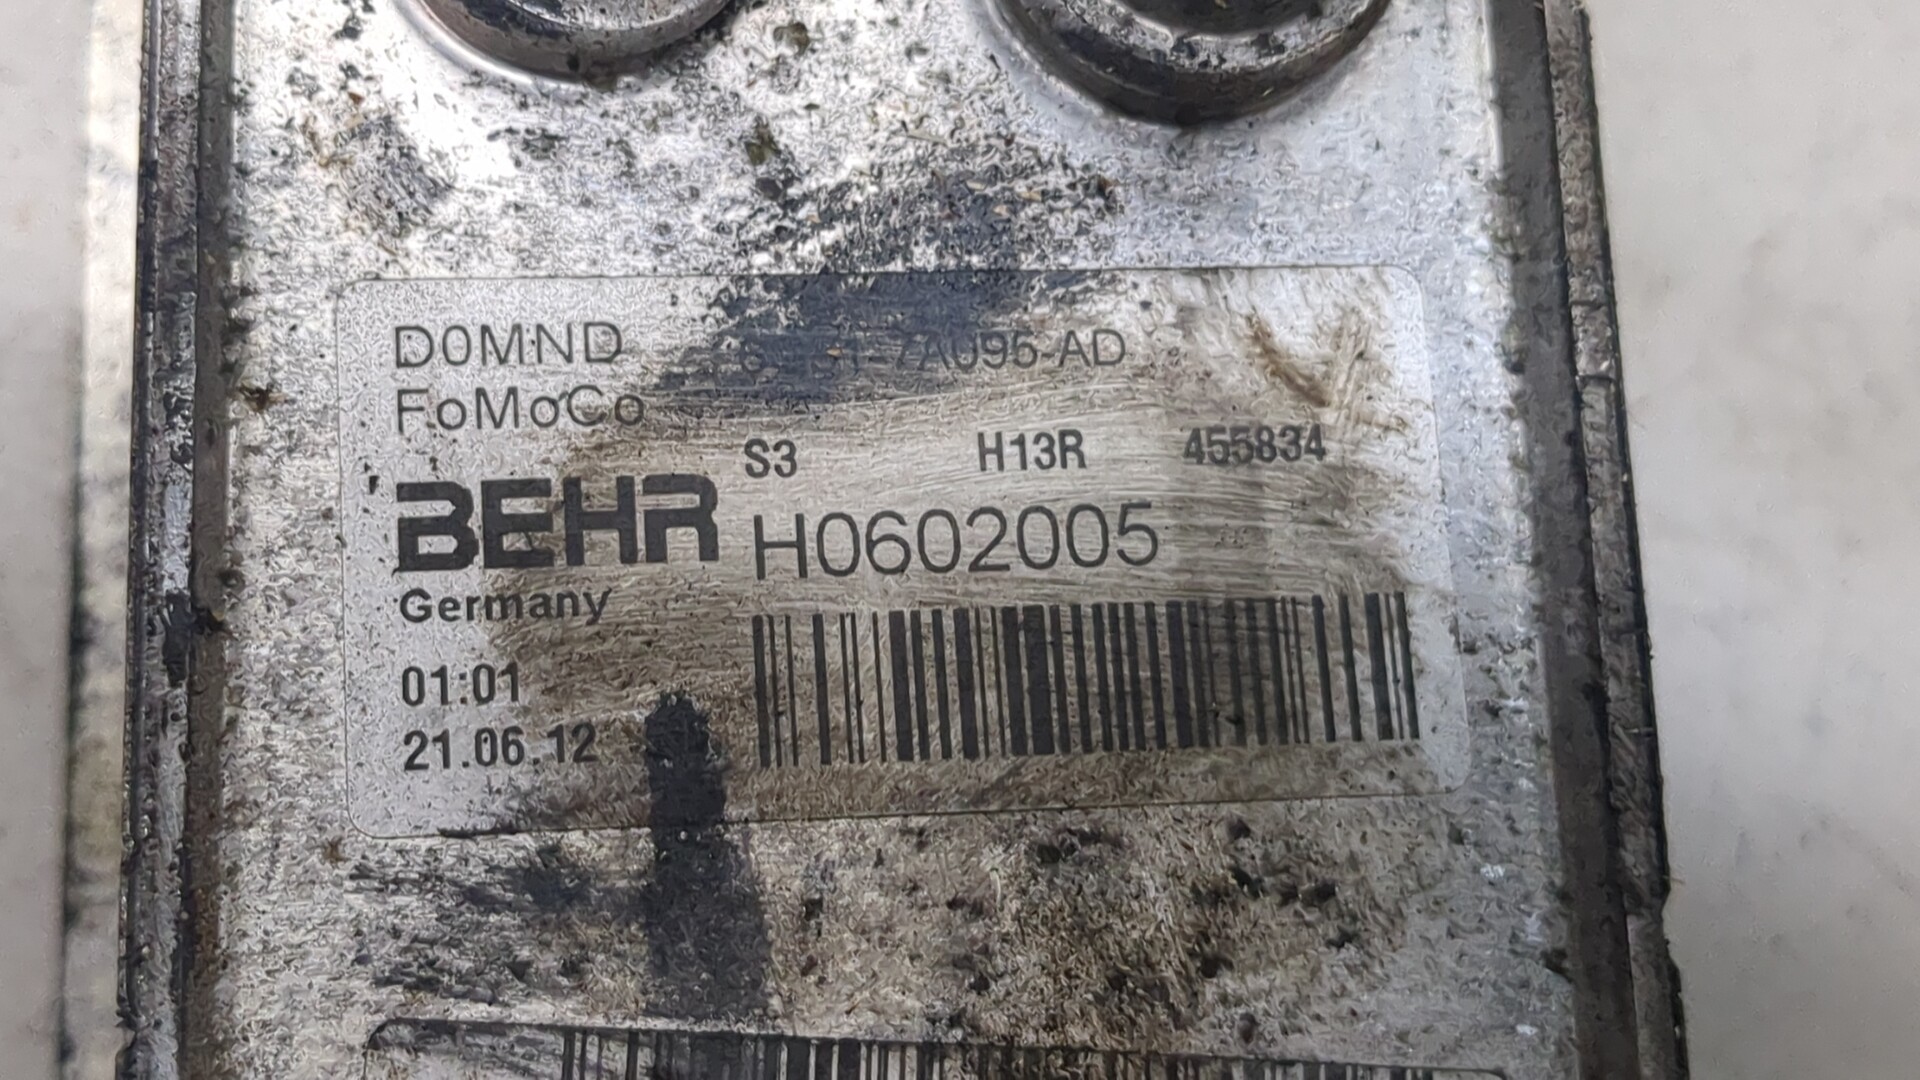 D0MND
FoMoCo
S3 H13R 455834
BEHR H0602005
Germany
01:01
21.06.12